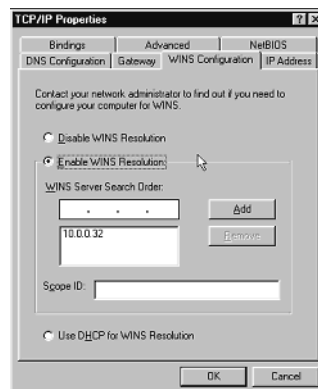 TCP/IP Properties
Bindings Advanced NetBIOS
DNS Configuration Gateway WINS Configuration IP Address
Contact your network administrator to find out if you need to
configure your computer for WINS.
Disable WINS Resolution
Enable WINS Resolution:
WINS Server Search Order:
. . . Add
10.0.0.32 Remove
Scope ID:
Use DHCP for WINS Resolution
OK Cancel